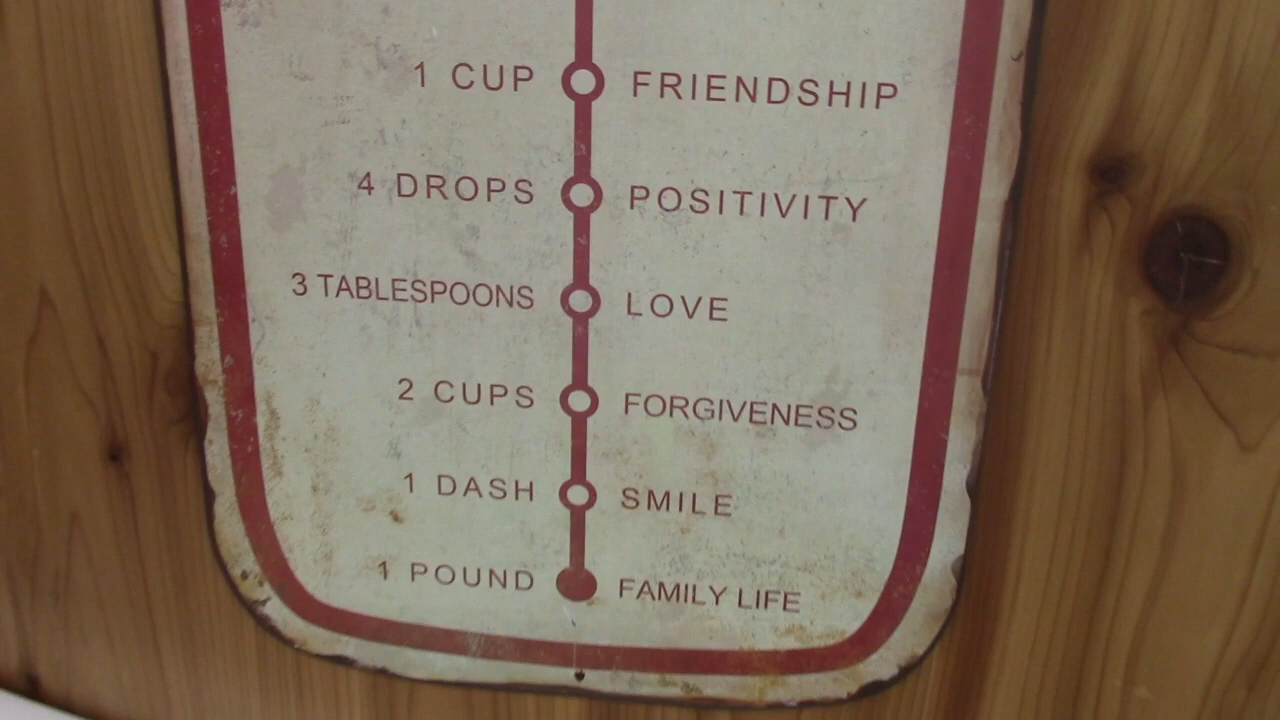 1 CUP FRIENDSHIP
4 DROPS POSITIVITY
3 TABLESPOONS LOVE
2 CUPS FORGIVENESS
1 DASH SMILE
1 POUND FAMILY LIFE